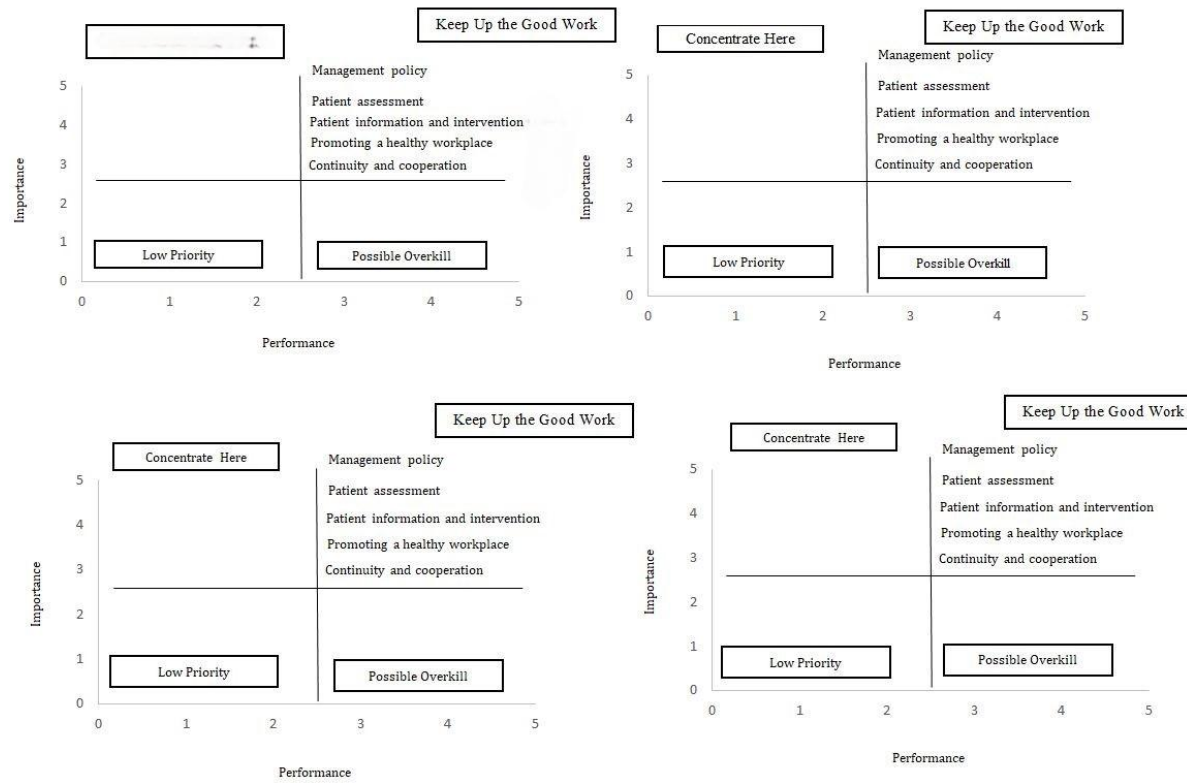 Keep Up the Good Work
Management policy
Patient assessment
Patient information and intervention
Promoting a healthy workplace
Continuity and cooperation
Importance
5
4
3
2
1
0
Low Priority
Possible Overkill
0 1 2 3 4 5
Performance
Concentrate Here
Keep Up the Good Work
Management policy
Patient assessment
Patient information and intervention
Promoting a healthy workplace
Continuity and cooperation
Importance
5
4
3
2
1
0
Low Priority
Possible Overkill
0 1 2 3 4 5
Performance
Keep Up the Good Work
Concentrate Here
Management policy
Patient assessment
Patient information and intervention
Promoting a healthy workplace
Continuity and cooperation
Importance
5
4
3
2
1
0
Low Priority
Possible Overkill
0 1 2 3 4 5
Performance
Keep Up the Good Work
Concentrate Here
Management policy
Patient assessment
Patient information and intervention
Promoting a healthy workplace
Continuity and cooperation
Importance
5
4
3
2
1
0
Low Priority
Possible Overkill
0 1 2 3 4 5
Performance